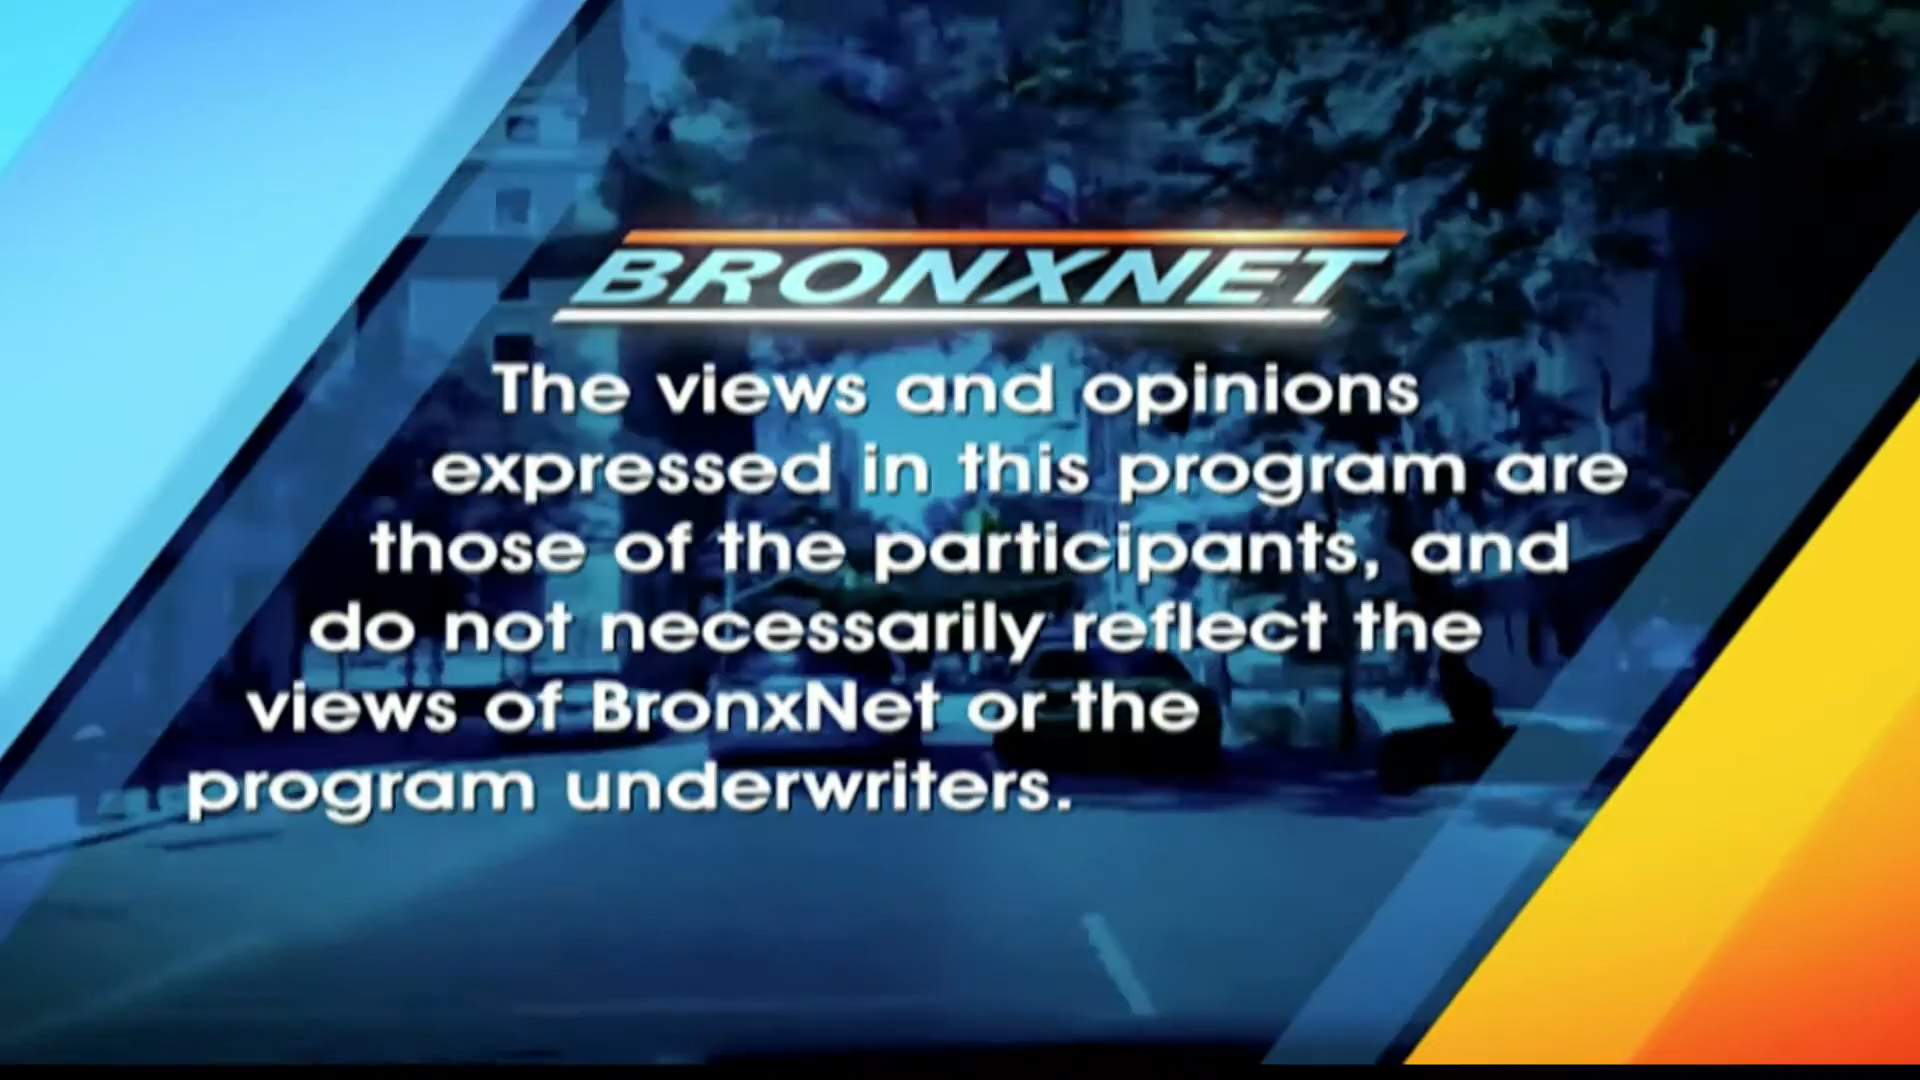 BRONXNET
The views and opinions
expressed in this program are
those of the participants, and
do not necessarily reflect the
views of BronxNet or the
program underwriters.